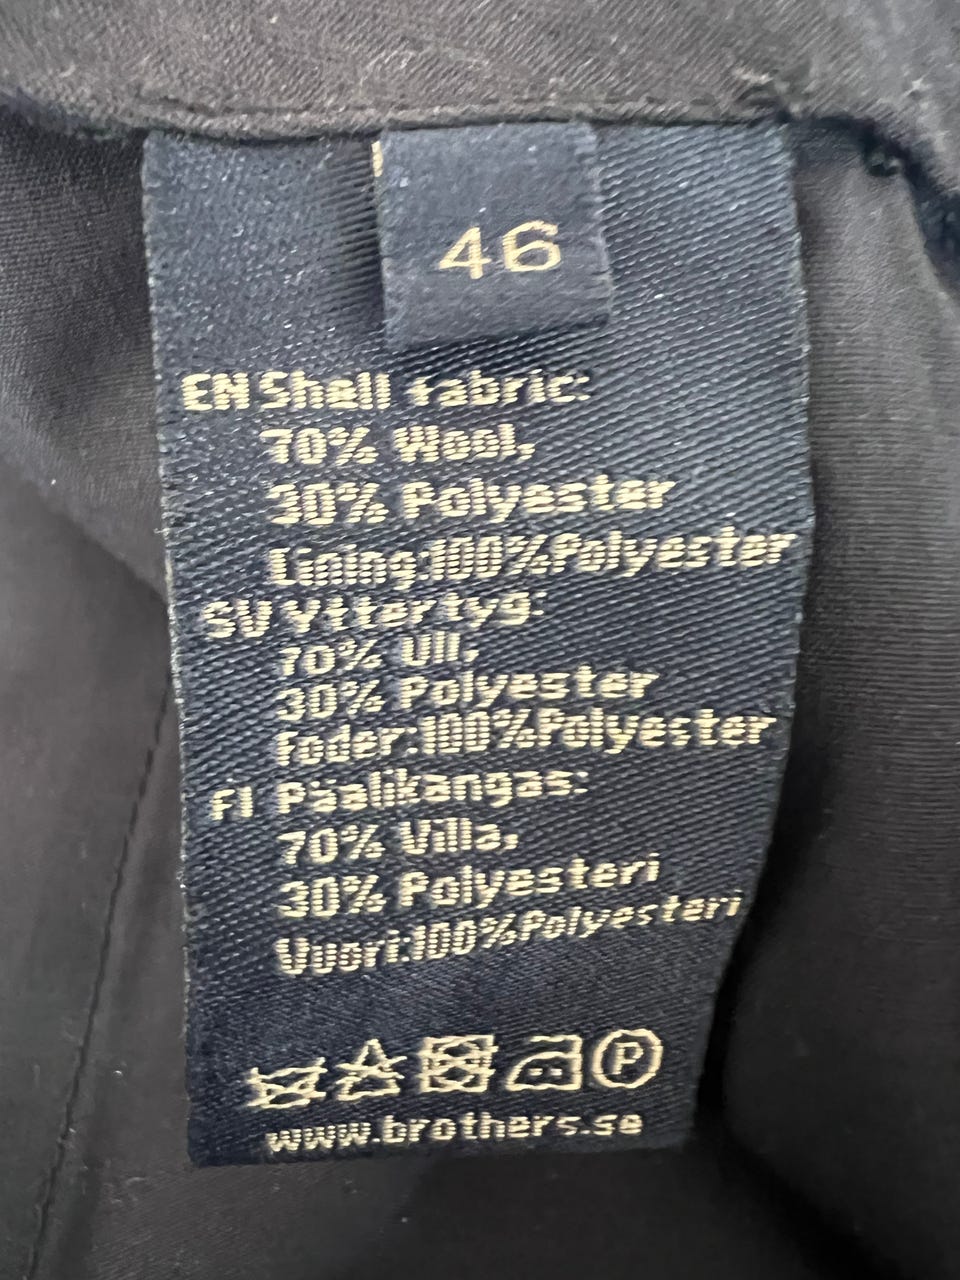 46
EN Shell fabric:
70% Wool,
30% Polyester
Lining:100%Polyester
SV Yttertyg:
70% Ull,
30% Polyester
Foder:100%Polyester
FI Päälikangas:
70% Villa,
30% Polyesteri
Vuori:100%Polyesteri
P
www.brothers.se